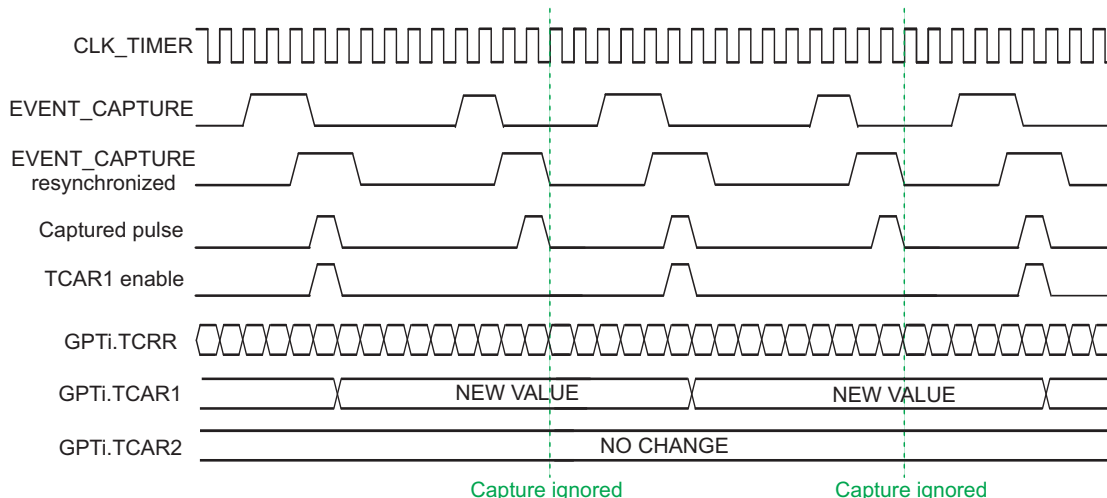 CLK_TIMER
EVENT_CAPTURE
EVENT_CAPTURE
resynchronized
Captured pulse
TCAR1 enable
GPTi.TCRR
GPTi.TCAR1 NEW VALUE NEW VALUE
GPTi.TCAR2 NO CHANGE
Capture ignored Capture ignored